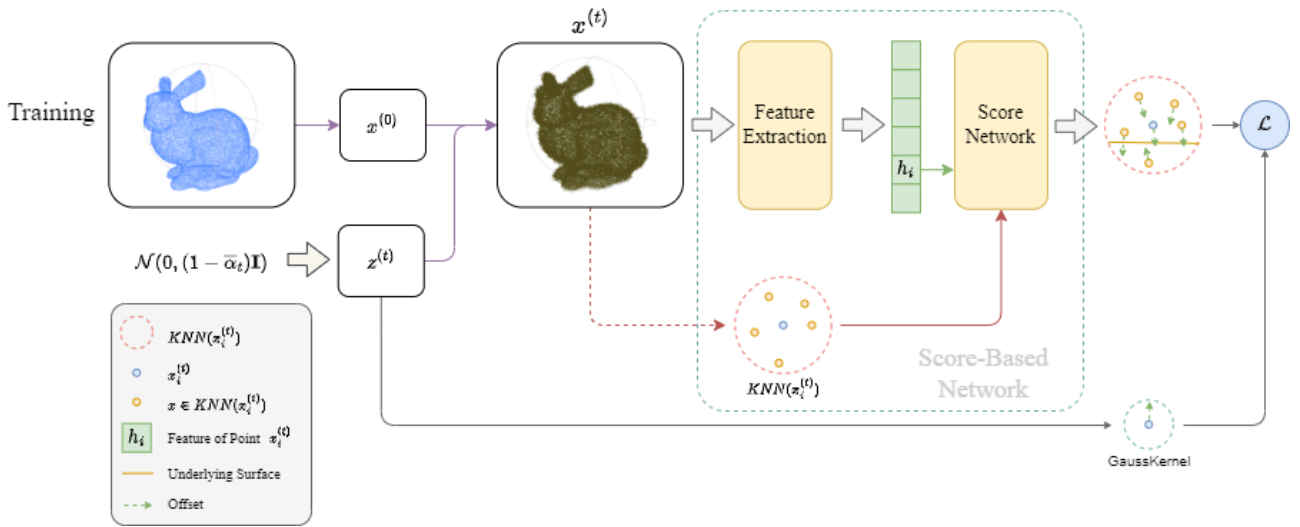 x^{(t)}
Training
x^{(0)}
Feature
Extraction
h_i
Score
Network
ℒ
𝒩(0, (1 − ᾱ_t)𝐈)
z^{(t)}
KNN(x_i^{(t)})
Score-Based
Network
GaussKernel
KNN(x_i^{(t)})
x_i^{(t)}
x ∈ KNN(x_i^{(t)})
h_i Feature of Point x_i^{(t)}
Underlying Surface
Offset